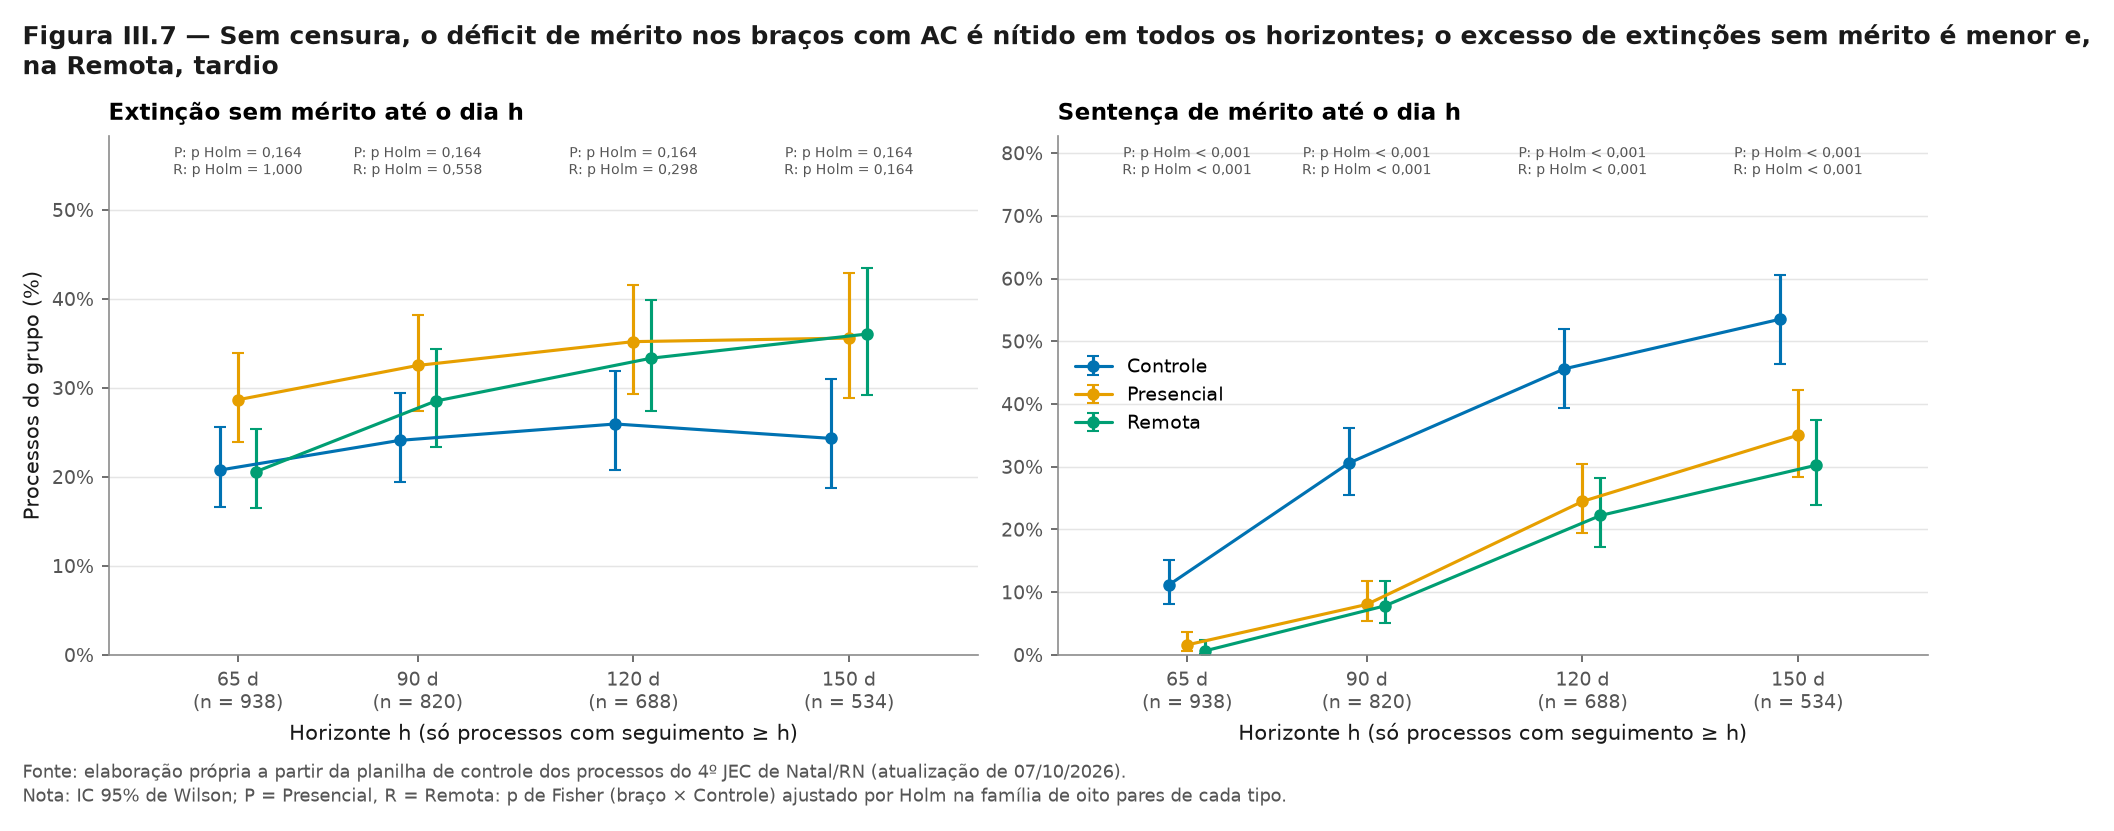 Figura III.7 — Sem censura, o déficit de mérito nos braços com AC é nítido em todos os horizontes; o excesso de extinções sem mérito é menor e,
na Remota, tardio
Extinção sem mérito até o dia h
P: p Holm = 0,164
R: p Holm = 1,000
P: p Holm = 0,164
R: p Holm = 0,558
P: p Holm = 0,164
R: p Holm = 0,298
P: p Holm = 0,164
R: p Holm = 0,164
Processos do grupo (%)
50%
40%
30%
20%
10%
0%
65 d
(n = 938)
90 d
(n = 820)
120 d
(n = 688)
150 d
(n = 534)
Horizonte h (só processos com seguimento ≥ h)
Sentença de mérito até o dia h
P: p Holm < 0,001
R: p Holm < 0,001
P: p Holm < 0,001
R: p Holm < 0,001
P: p Holm < 0,001
R: p Holm < 0,001
P: p Holm < 0,001
R: p Holm < 0,001
80%
70%
60%
50%
40%
30%
20%
10%
0%
Controle
Presencial
Remota
65 d
(n = 938)
90 d
(n = 820)
120 d
(n = 688)
150 d
(n = 534)
Horizonte h (só processos com seguimento ≥ h)
Fonte: elaboração própria a partir da planilha de controle dos processos do 4º JEC de Natal/RN (atualização de 07/10/2026).
Nota: IC 95% de Wilson; P = Presencial, R = Remota: p de Fisher (braço × Controle) ajustado por Holm na família de oito pares de cada tipo.